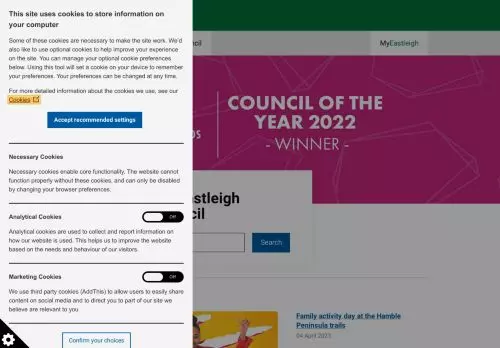 This site uses cookies to store information on
your computer
Some of these cookies are necessary to make the site work. We'd
also like to use optional cookies to help improve your experience
on the site. You can manage your optional cookie preferences
below. Using this tool will set a cookie on your device to remember
your preferences. Your preferences can be changed at any time.
For more detailed information about the cookies we use, see our
Cookies
Accept recommended settings
Necessary Cookies
Necessary cookies enable core functionality. The website cannot
function properly without these cookies, and can only be disabled
by changing your browser preferences.
Analytical Cookies
Off
Analytical cookies are used to collect and report information on
how our website is used. This helps us to improve the website
based on the needs and behaviour of our visitors.
Marketing Cookies
Off
We use third party cookies (AddThis) to allow users to easily share
content on social media and to direct you to part of our site we
believe are relevant to you
Confirm your choices
MyEastleigh
COUNCIL OF THE
YEAR 2022
- WINNER -
Search
Family activity day at the Hamble
Peninsula trails
04 April 2023